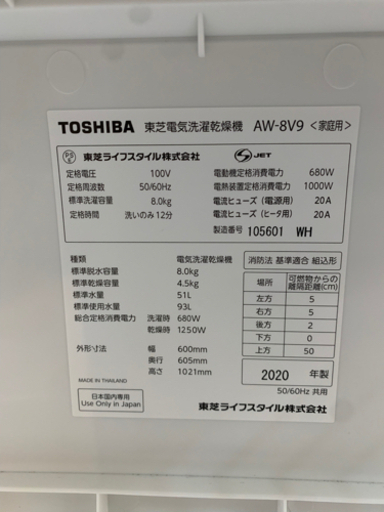 TOSHIBA 東芝電気洗濯乾燥機 AW-8V9 <家庭用>
東芝ライフスタイル株式会社 JET
定格電圧 100V 電動機定格消費電力 680W
定格周波数 50/60Hz 電熱装置定格消費電力 1000W
標準洗濯容量 8.0kg 電流ヒューズ(電源用) 20A
定格時間 洗いのみ 12分 電流ヒューズ(ヒータ用) 20A
製造番号 105601 WH
種類 電気洗濯乾燥機
標準脱水容量 8.0kg
標準乾燥容量 4.5kg
標準水量 51L
標準使用水量 93L
総合定格消費電力 洗濯時 680W
乾燥時 1250W
外形寸法 幅 600mm
奥行 605mm
高さ 1021mm
MADE IN THAILAND
日本国内専用
Use Only in Japan
消防法 基準適合 組込形
場所 可燃物からの離隔距離(cm)
左方 5
右方 5
後方 2
下方 0
上方 50
2020 年製
50/60Hz 共用
東芝ライフスタイル株式会社